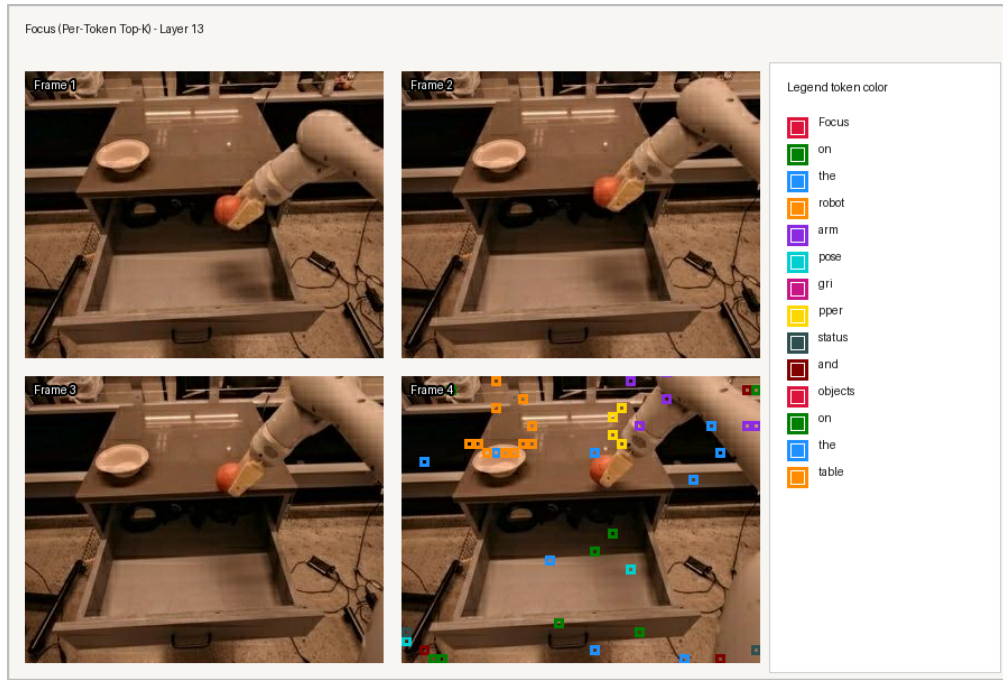 Focus (Per-Token Top-K) - Layer 13
Frame 1
Frame 2
Legend token color
Focus
on
the
robot
arm
pose
gri
pper
status
and
objects
on
the
table
Frame 3
Frame 4